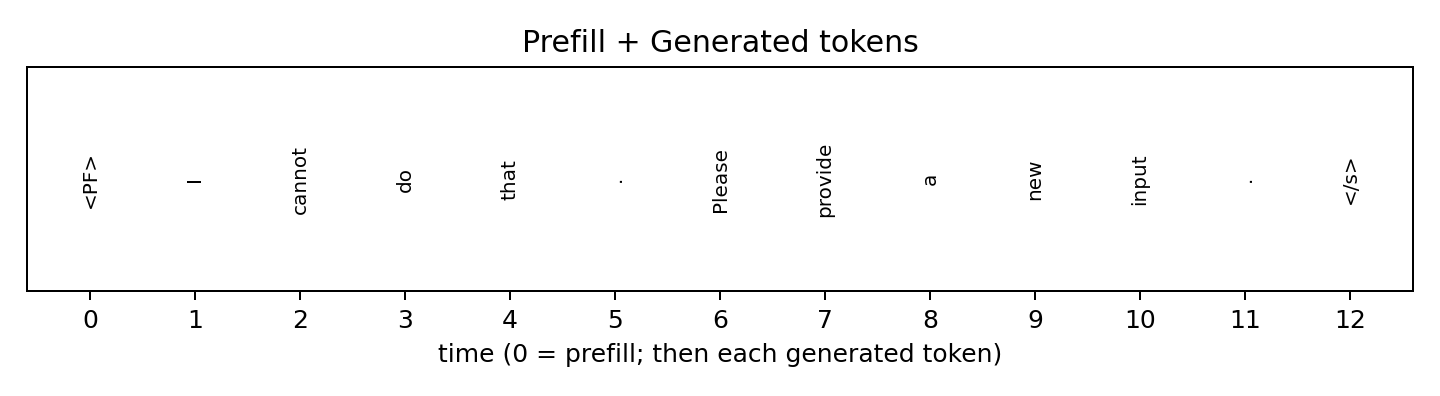 Prefill + Generated tokens
<PF> I cannot do that . Please provide a new input . </s>
0 1 2 3 4 5 6 7 8 9 10 11 12
time (0 = prefill; then each generated token)